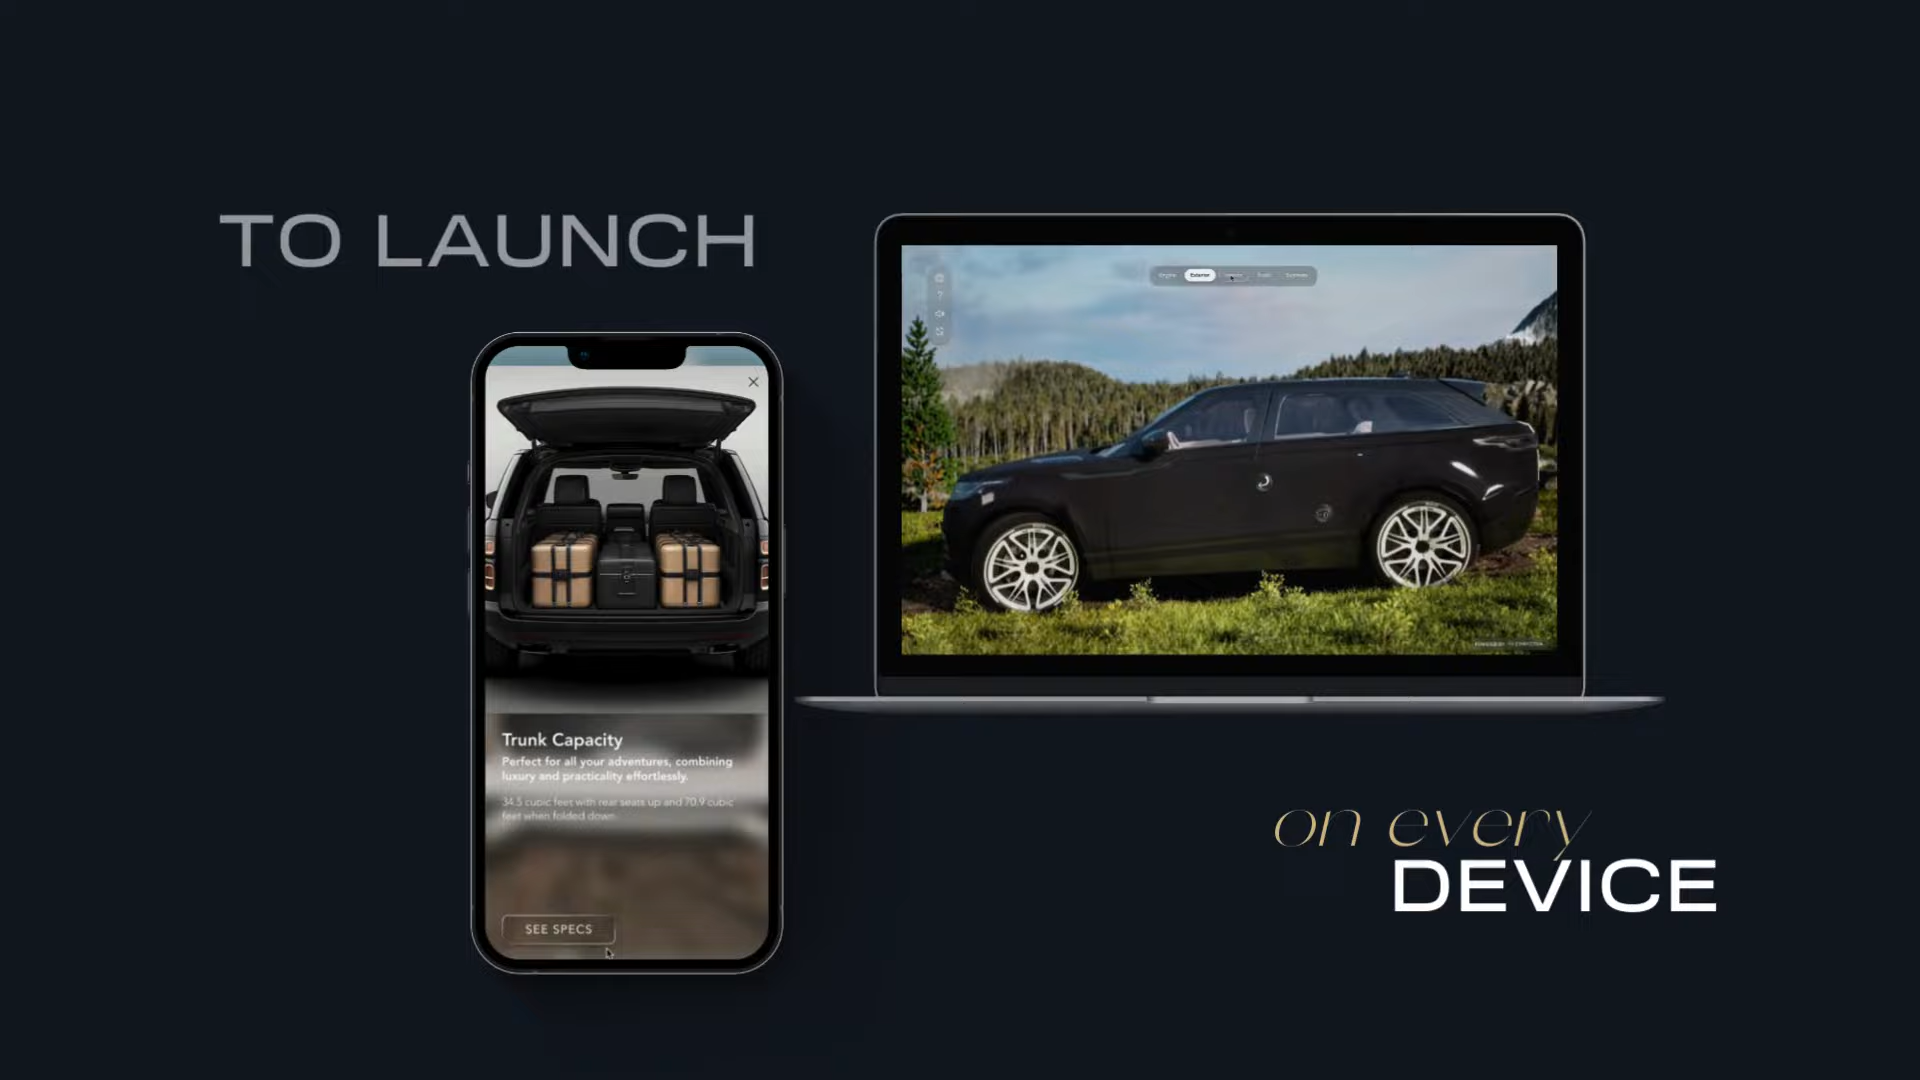 TO LAUNCH
Exterior
Trunk Capacity
Perfect for all your adventures, combining
luxury and practicality effortlessly.
34.5 cubic feet with rear seats up and 70.9 cubic
feet when folded down.
SEE SPECS
on every
DEVICE